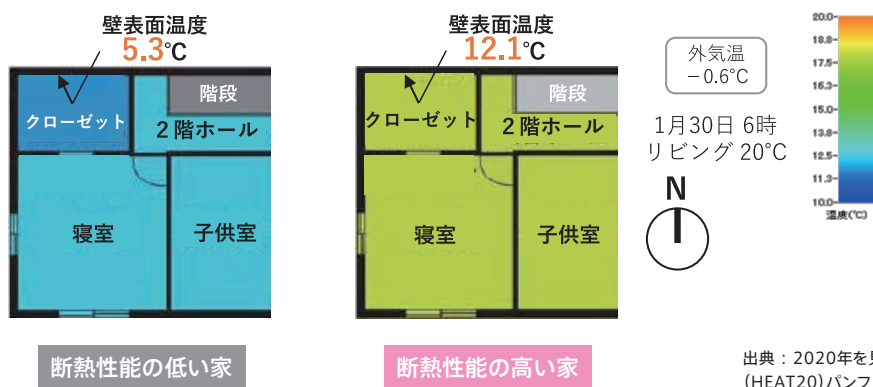 壁表面温度
5.3℃
クローゼット
階段
2階ホール
寝室
子供室
断熱性能の低い家
壁表面温度
12.1℃
クローゼット
階段
2階ホール
寝室
子供室
断熱性能の高い家
外気温
－0.6℃
1月30日 6時
リビング 20℃
N
20.0
18.8
17.5
16.3
15.0
13.8
12.5
11.3
10.0
温度(℃)
出典：2020年を
(HEAT20)パンフ